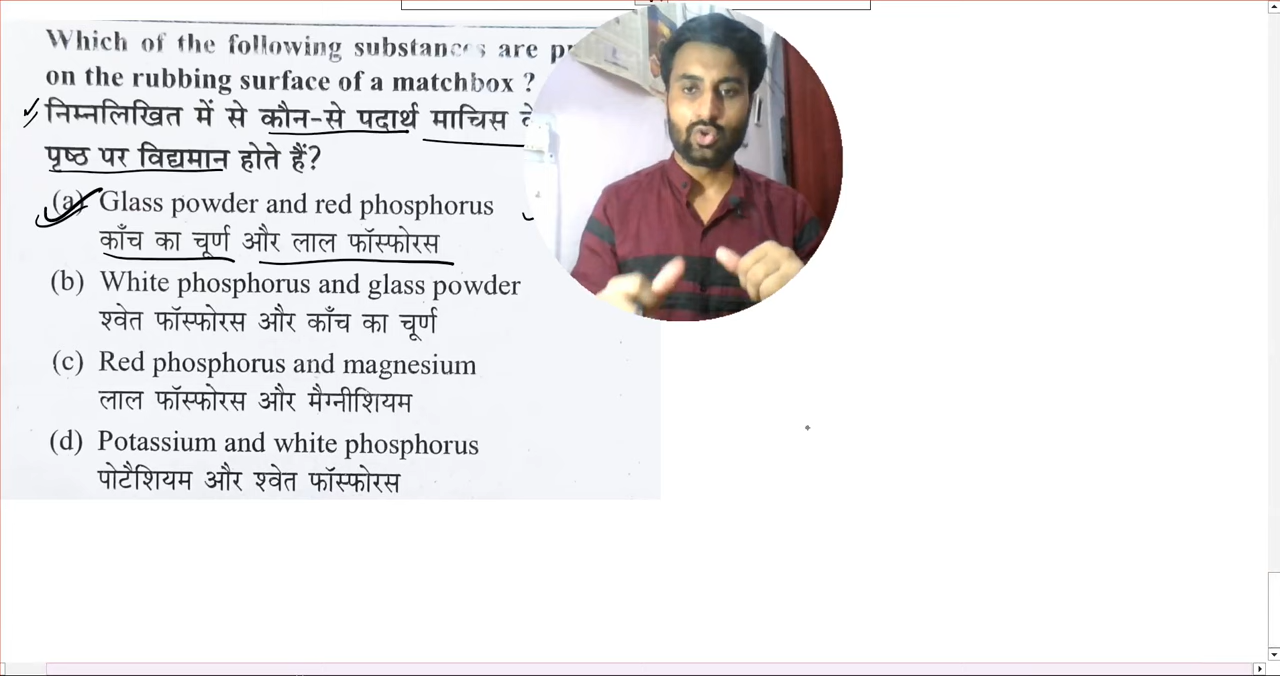 Which of the following substances are
on the rubbing surface of a matchbox ?
निम्नलिखित में से कौन-से पदार्थ माचिस
पृष्ठ पर विद्यमान होते हैं?
(a) Glass powder and red phosphorus
काँच का चूर्ण और लाल फॉस्फोरस
(b) White phosphorus and glass powder
श्वेत फॉस्फोरस और काँच का चूर्ण
(c) Red phosphorus and magnesium
लाल फॉस्फोरस और मैग्नीशियम
(d) Potassium and white phosphorus
पोटैशियम और श्वेत फॉस्फोरस